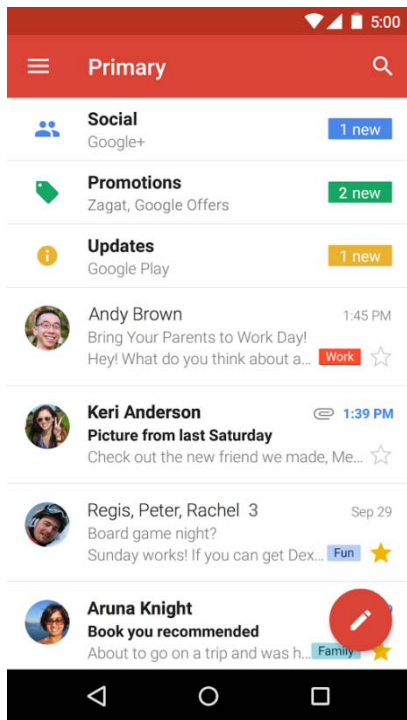 5:00
Primary
Social
Google+
1 new
Promotions
Zagat, Google Offers
2 new
Updates
Google Play
1 new
Andy Brown
1:45 PM
Bring Your Parents to Work Day!
Hey! What do you think about a... Work
Keri Anderson
1:39 PM
Picture from last Saturday
Check out the new friend we made, Me...
Regis, Peter, Rachel 3
Sep 29
Board game night?
Sunday works! If you can get Dex... Fun
Aruna Knight
Book you recommended
About to go on a trip and was h... Family